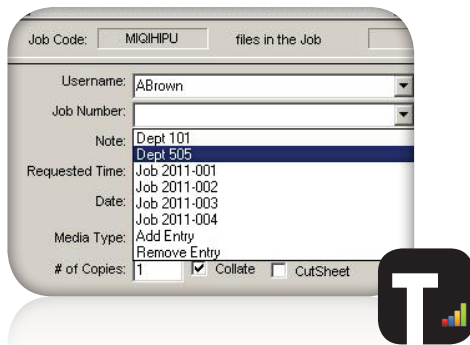 Job Code: MIQIHIPU files in the Job
Username: ABrown
Job Number:
Note: Dept 101
Dept 505
Requested Time: Job 2011-001
Job 2011-002
Date: Job 2011-003
Job 2011-004
Media Type: Add Entry
Remove Entry
# of Copies: 1 Collate CutSheet
T